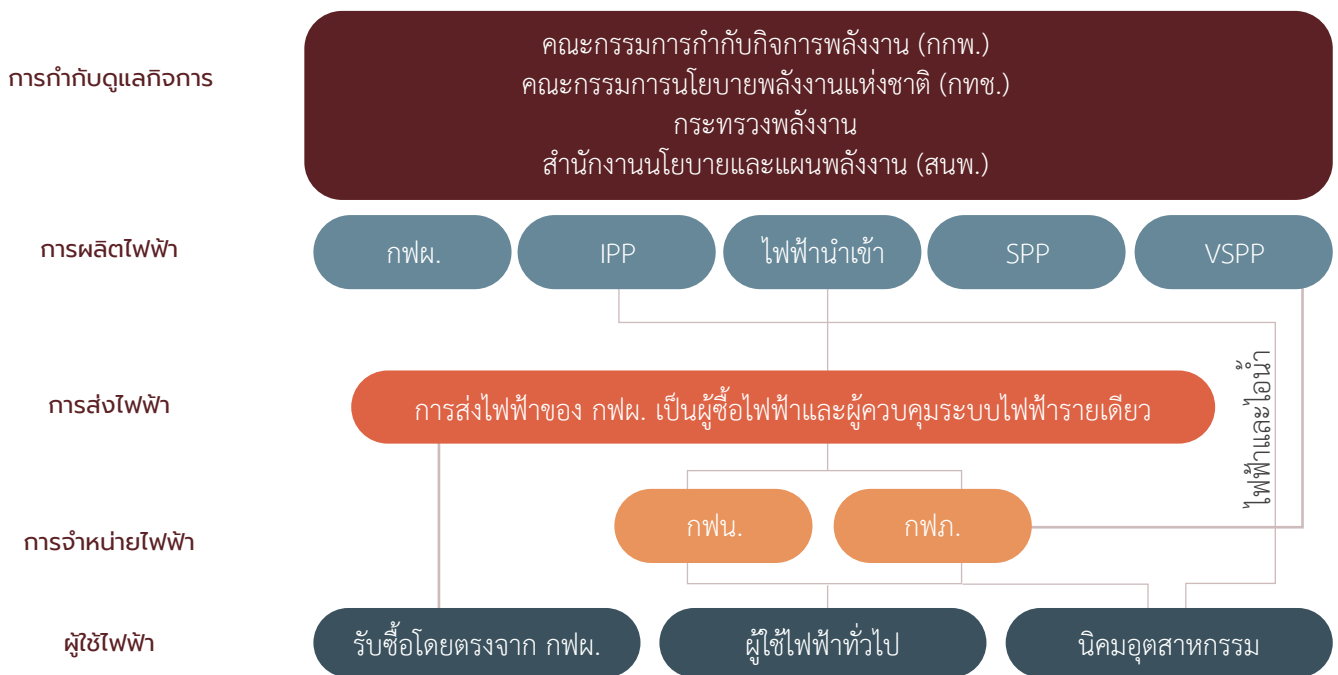 การกำกับดูแลกิจการ
คณะกรรมการกำกับกิจการพลังงาน (กกพ.)
คณะกรรมการนโยบายพลังงานแห่งชาติ (กทช.)
กระทรวงพลังงาน
สำนักงานนโยบายและแผนพลังงาน (สนพ.)
การผลิตไฟฟ้า
กฟผ.
IPP
ไฟฟ้านำเข้า
SPP
VSPP
ไฟฟ้าและไอน้ำ
การส่งไฟฟ้า
การส่งไฟฟ้าของ กฟผ. เป็นผู้ซื้อไฟฟ้าและผู้ควบคุมระบบไฟฟ้ารายเดียว
การจำหน่ายไฟฟ้า
กฟน.
กฟภ.
ผู้ใช้ไฟฟ้า
รับซื้อโดยตรงจาก กฟผ.
ผู้ใช้ไฟฟ้าทั่วไป
นิคมอุตสาหกรรม